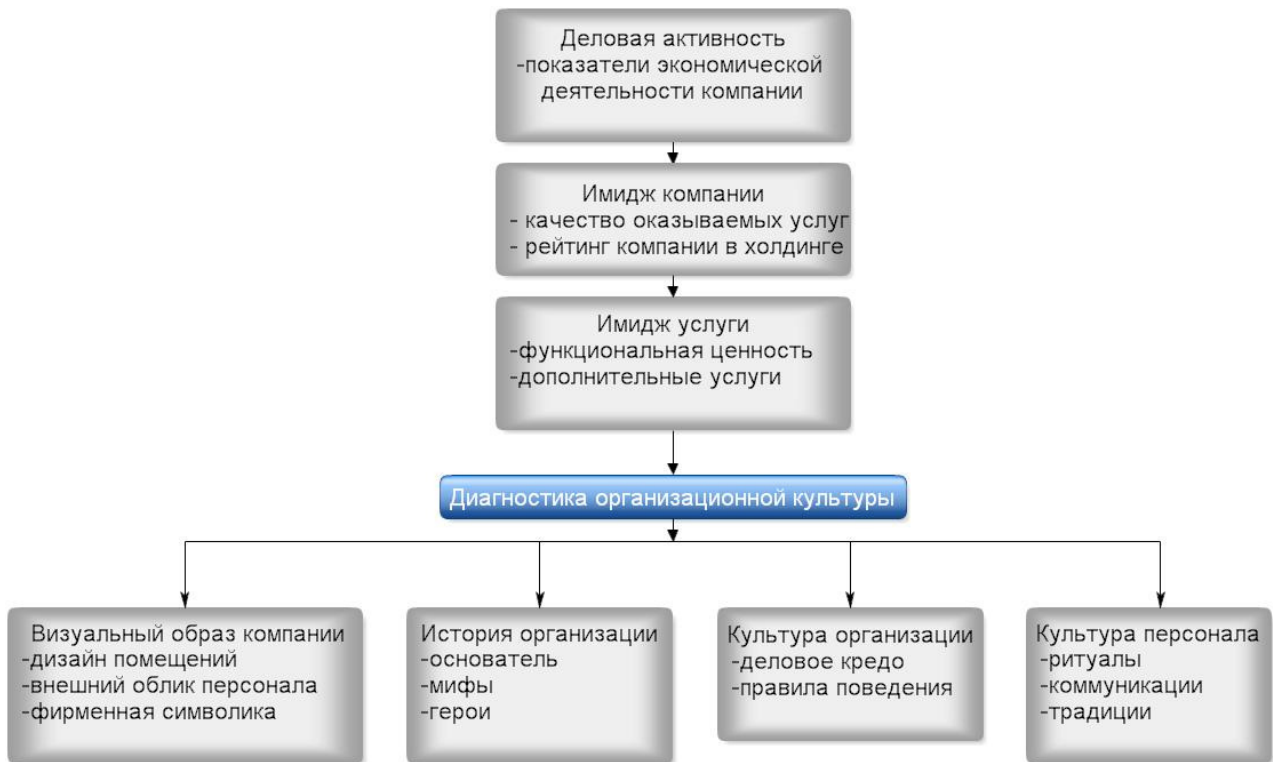 Деловая активность
-показатели экономической
деятельности компании
Имидж компании
- качество оказываемых услуг
- рейтинг компании в холдинге
Имидж услуги
-функциональная ценность
-дополнительные услуги
Диагностика организационной культуры
Визуальный образ компании
-дизайн помещений
-внешний облик персонала
-фирменная символика
История организации
-основатель
-мифы
-герои
Культура организации
-деловое кредо
-правила поведения
Культура персонала
-ритуалы
-коммуникации
-традиции